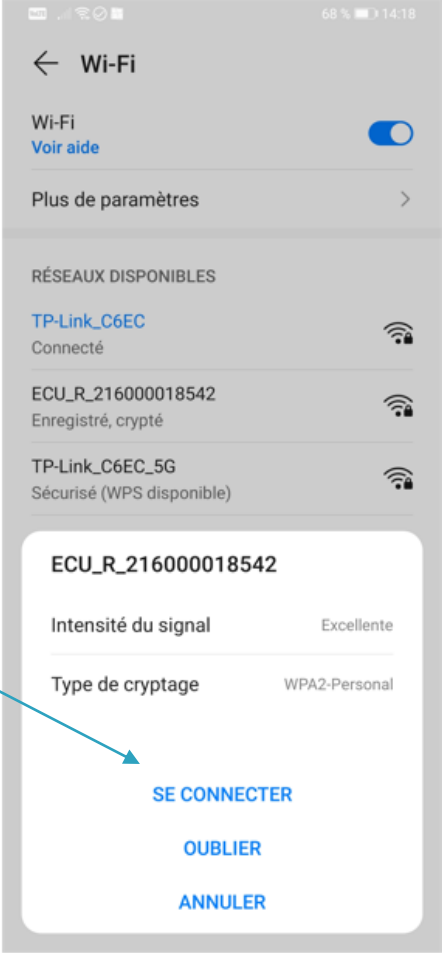 68 % 14:18
Wi-Fi
Wi-Fi
Voir aide
Plus de paramètres
RÉSEAUX DISPONIBLES
TP-Link_C6EC
Connecté
ECU_R_216000018542
Enregistré, crypté
TP-Link_C6EC_5G
Sécurisé (WPS disponible)
ECU_R_216000018542
Intensité du signal Excellente
Type de cryptage WPA2-Personal
SE CONNECTER
OUBLIER
ANNULER